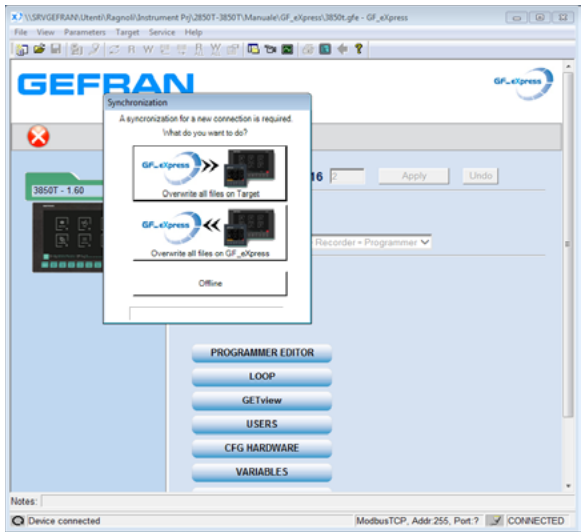 \\SRVGEFRAN\Utenti\Ragnoli\Instrument Prj\2850T-3850T\Manuale\GF_eXpress\3850t.gfe - GF_eXpress
File View Parameters Target Service Help
R W
GEFRAN
GF_eXpress
Synchronization
A syncronization for a new connection is required.
What do you want to do?
GF_eXpress
Overwrite all files on Target
GF_eXpress
Overwrite all files on GF_eXpress
Offline
16 2 Apply Undo
3850T - 1.60
Recorder + Programmer
PROGRAMMER EDITOR
LOOP
GETview
USERS
CFG HARDWARE
VARIABLES
Notes:
Device connected
ModbusTCP, Addr:255, Port:? CONNECTED